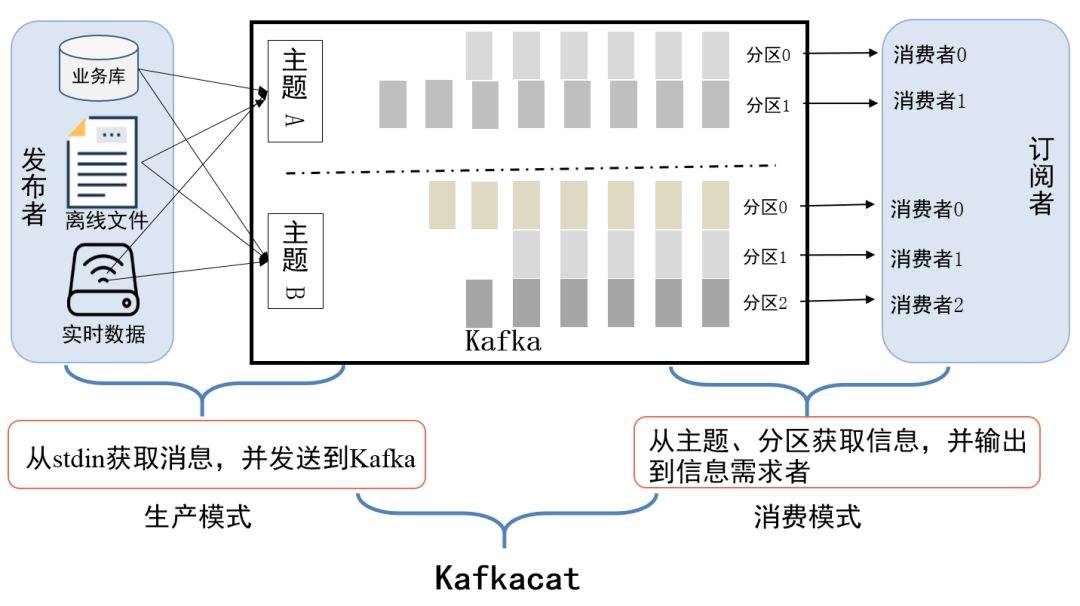 发布者
业务库
离线文件
实时数据
主题 A
主题 B
分区0
分区1
分区0
分区1
分区2
Kafka
消费者0
消费者1
消费者0
消费者1
消费者2
订阅者
从stdin获取消息，并发送到Kafka
生产模式
从主题、分区获取信息，并输出
到信息需求者
消费模式
Kafkacat